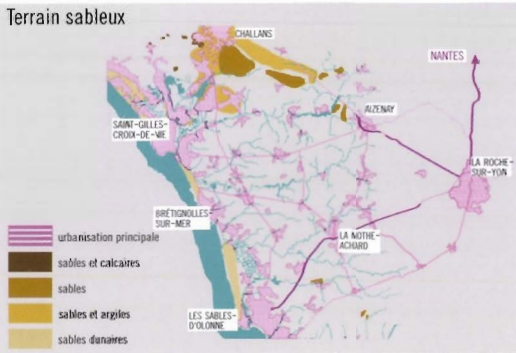 Terrain sableux
CHALLANS
NANTES
AIZENAY
SAINT-GILLES-
CROIX-DE-VIE
LA ROCHE-
SUR-YON
BRÉTIGNOLLES-
SUR-MER
LA MOTHE-
ACHARD
LES SABLES-
D'OLONNE
urbanisation principale
sables et calcaires
sables
sables et argiles
sables dunaires